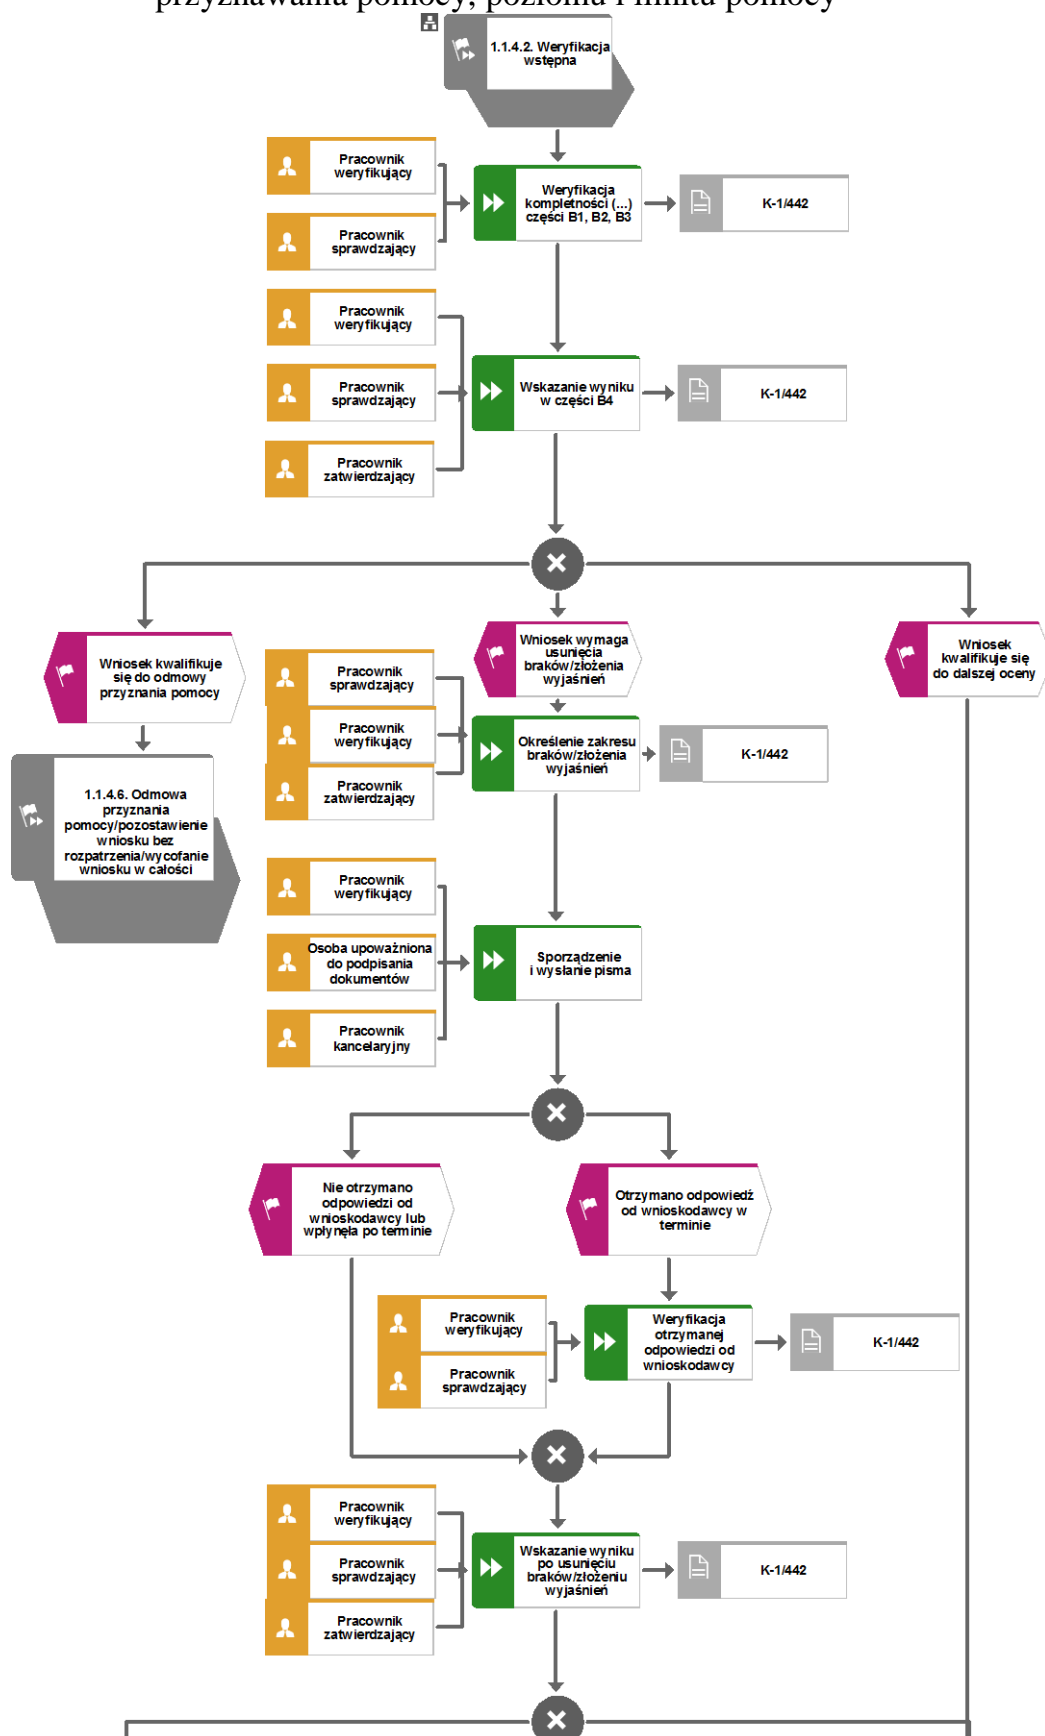 przyznawania pomocy, poziomu i limitu pomocy
1.1.4.2. Weryfikacja
wstępna
Pracownik
weryfikujący
Weryfikacja
kompletności (...)
części B1, B2, B3
K-1/442
Pracownik
sprawdzający
Pracownik
weryfikujący
Pracownik
sprawdzający
Wskazanie wyniku
w części B4
K-1/442
Pracownik
zatwierdzający
Wniosek kwalifikuje
się do odmowy
przyznania pomocy
Wniosek wymaga
usunięcia
braków/złożenia
wyjaśnień
Wniosek
kwalifikuje się
do dalszej oceny
Pracownik
sprawdzający
Pracownik
weryfikujący
Pracownik
zatwierdzający
Określenie zakresu
braków/złożenia
wyjaśnień
K-1/442
1.1.4.6. Odmowa
przyznania
pomocy/pozostawienie
wniosku bez
rozpatrzenia/wycofanie
wniosku w całości
Pracownik
weryfikujący
Osoba upoważniona
do podpisania
dokumentów
Sporządzenie
i wysłanie pisma
Pracownik
kancelaryjny
Nie otrzymano
odpowiedzi od
wnioskodawcy lub
wpłynęła po terminie
Otrzymano odpowiedź
od wnioskodawcy w
terminie
Pracownik
weryfikujący
Pracownik
sprawdzający
Weryfikacja
otrzymanej
odpowiedzi od
wnioskodawcy
K-1/442
Pracownik
weryfikujący
Pracownik
sprawdzający
Pracownik
zatwierdzający
Wskazanie wyniku
po usunięciu
braków/złożeniu
wyjaśnień
K-1/442